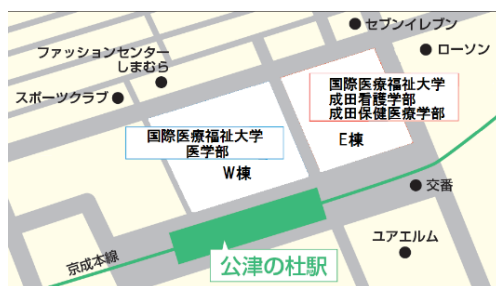 セブンイレブン
ローソン
ファッションセンター
しまむら
スポーツクラブ
国際医療福祉大学
成田看護学部
成田保健医療学部
E棟
国際医療福祉大学
医学部
W棟
交番
ユアエルム
京成本線
公津の杜駅